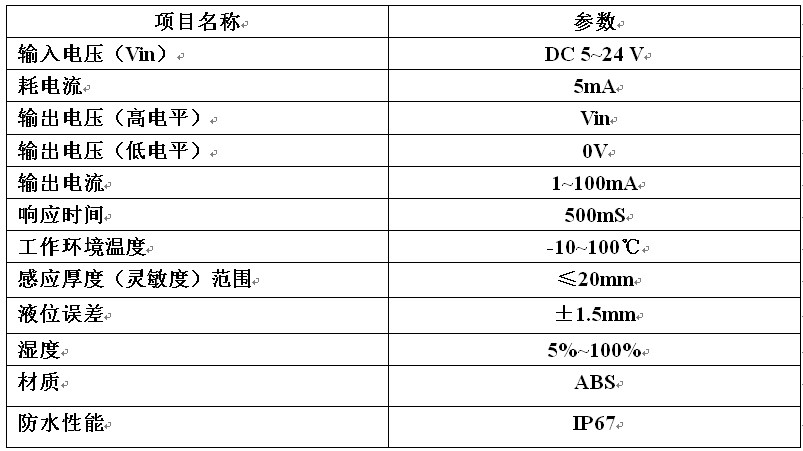 项目名称 参数
输入电压（Vin） DC 5~24 V
耗电流 5mA
输出电压（高电平） Vin
输出电压（低电平） 0V
输出电流 1~100mA
响应时间 500mS
工作环境温度 -10~100℃
感应厚度（灵敏度）范围 ≤20mm
液位误差 ±1.5mm
湿度 5%~100%
材质 ABS
防水性能 IP67